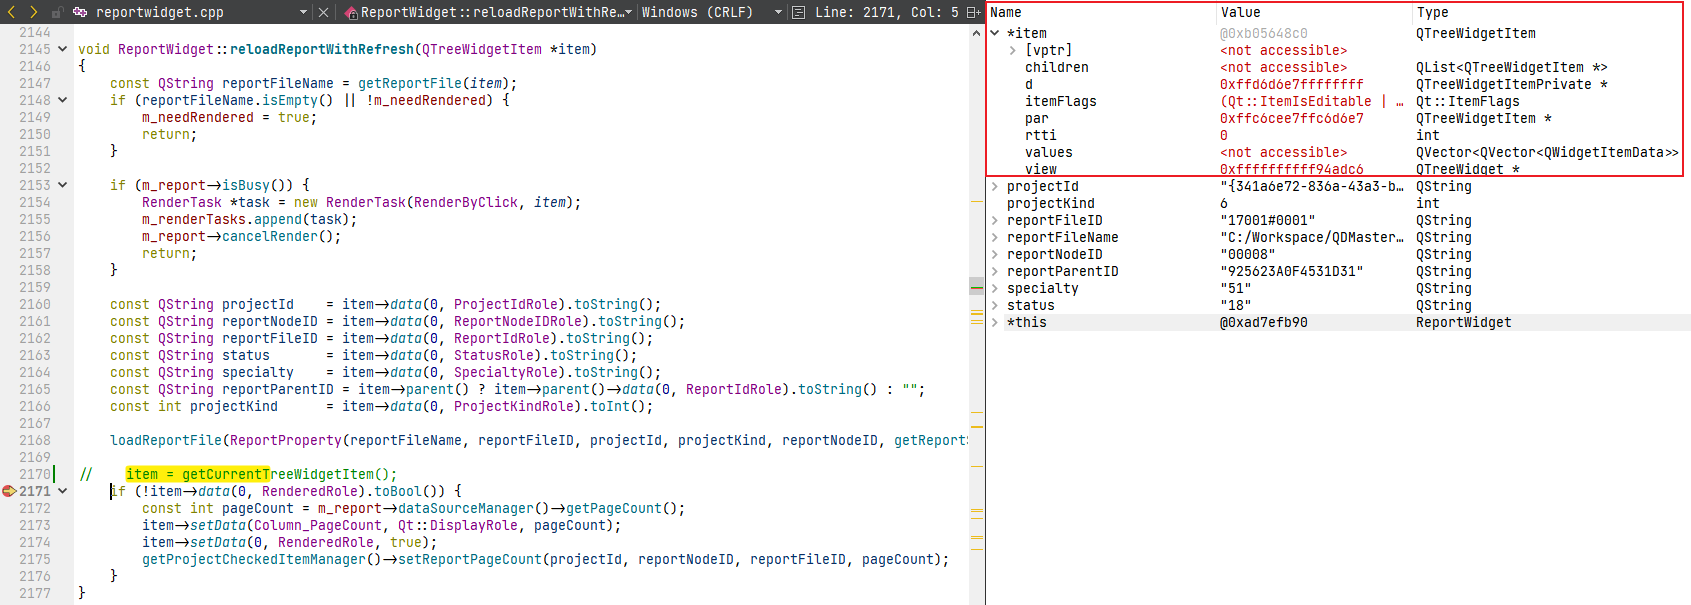 reportwidget.cpp ReportWidget::reloadReportWithRe… Windows (CRLF) Line: 2171, Col: 5
2144
2145 void ReportWidget::reloadReportWithRefresh(QTreeWidgetItem *item)
2146 {
2147 const QString reportFileName = getReportFile(item);
2148 if (reportFileName.isEmpty() || !m_needRendered) {
2149 m_needRendered = true;
2150 return;
2151 }
2152
2153 if (m_report->isBusy()) {
2154 RenderTask *task = new RenderTask(RenderByClick, item);
2155 m_renderTasks.append(task);
2156 m_report->cancelRender();
2157 return;
2158 }
2159
2160 const QString projectId = item->data(0, ProjectIdRole).toString();
2161 const QString reportNodeID = item->data(0, ReportNodeIDRole).toString();
2162 const QString reportFileID = item->data(0, ReportIdRole).toString();
2163 const QString status = item->data(0, StatusRole).toString();
2164 const QString specialty = item->data(0, SpecialtyRole).toString();
2165 const QString reportParentID = item->parent() ? item->parent()->data(0, ReportIdRole).toString() : "";
2166 const int projectKind = item->data(0, ProjectKindRole).toInt();
2167
2168 loadReportFile(ReportProperty(reportFileName, reportFileID, projectId, projectKind, reportNodeID, getReport
2169
2170 // item = getCurrentTreeWidgetItem();
2171 if (!item->data(0, RenderedRole).toBool()) {
2172 const int pageCount = m_report->dataSourceManager()->getPageCount();
2173 item->setData(Column_PageCount, Qt::DisplayRole, pageCount);
2174 item->setData(0, RenderedRole, true);
2175 getProjectCheckedItemManager()->setReportPageCount(projectId, reportNodeID, reportFileID, pageCount);
2176 }
2177 }
Name Value Type
*item @0xb05648c0 QTreeWidgetItem
[vptr] <not accessible>
children <not accessible> QList<QTreeWidgetItem *>
d 0xffd6d6e7ffffffff QTreeWidgetItemPrivate *
itemFlags (Qt::ItemIsEditable | … Qt::ItemFlags
par 0xffc6cee7ffc6d6e7 QTreeWidgetItem *
rtti 0 int
values <not accessible> QVector<QVector<QWidgetItemData>>
view 0xffffffffff94adc6 QTreeWidget *
projectId "{341a6e72-836a-43a3-b… QString
projectKind 6 int
reportFileID "17001#0001" QString
reportFileName "C:/Workspace/QDMaster… QString
reportNodeID "00008" QString
reportParentID "925623A0F4531D31" QString
specialty "51" QString
status "18" QString
*this @0xad7efb90 ReportWidget